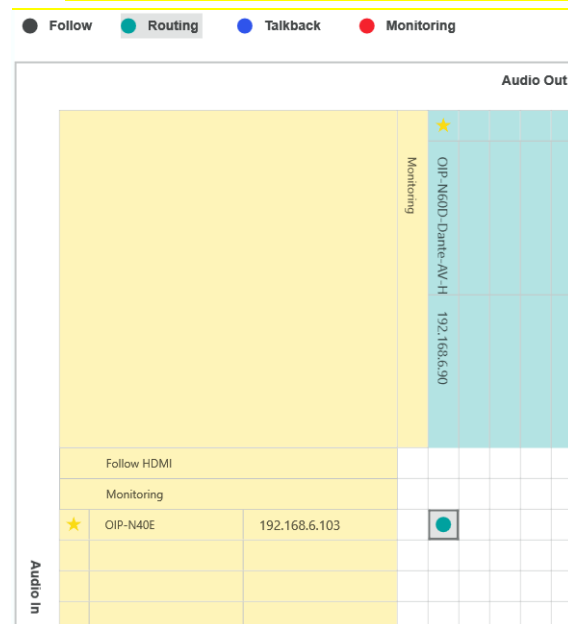 Follow Routing Talkback Monitoring
Audio Out
Monitoring
OIP-N60D-Dante-AV-H 192.168.6.90
Follow HDMI
Monitoring
OIP-N40E 192.168.6.103
Audio In